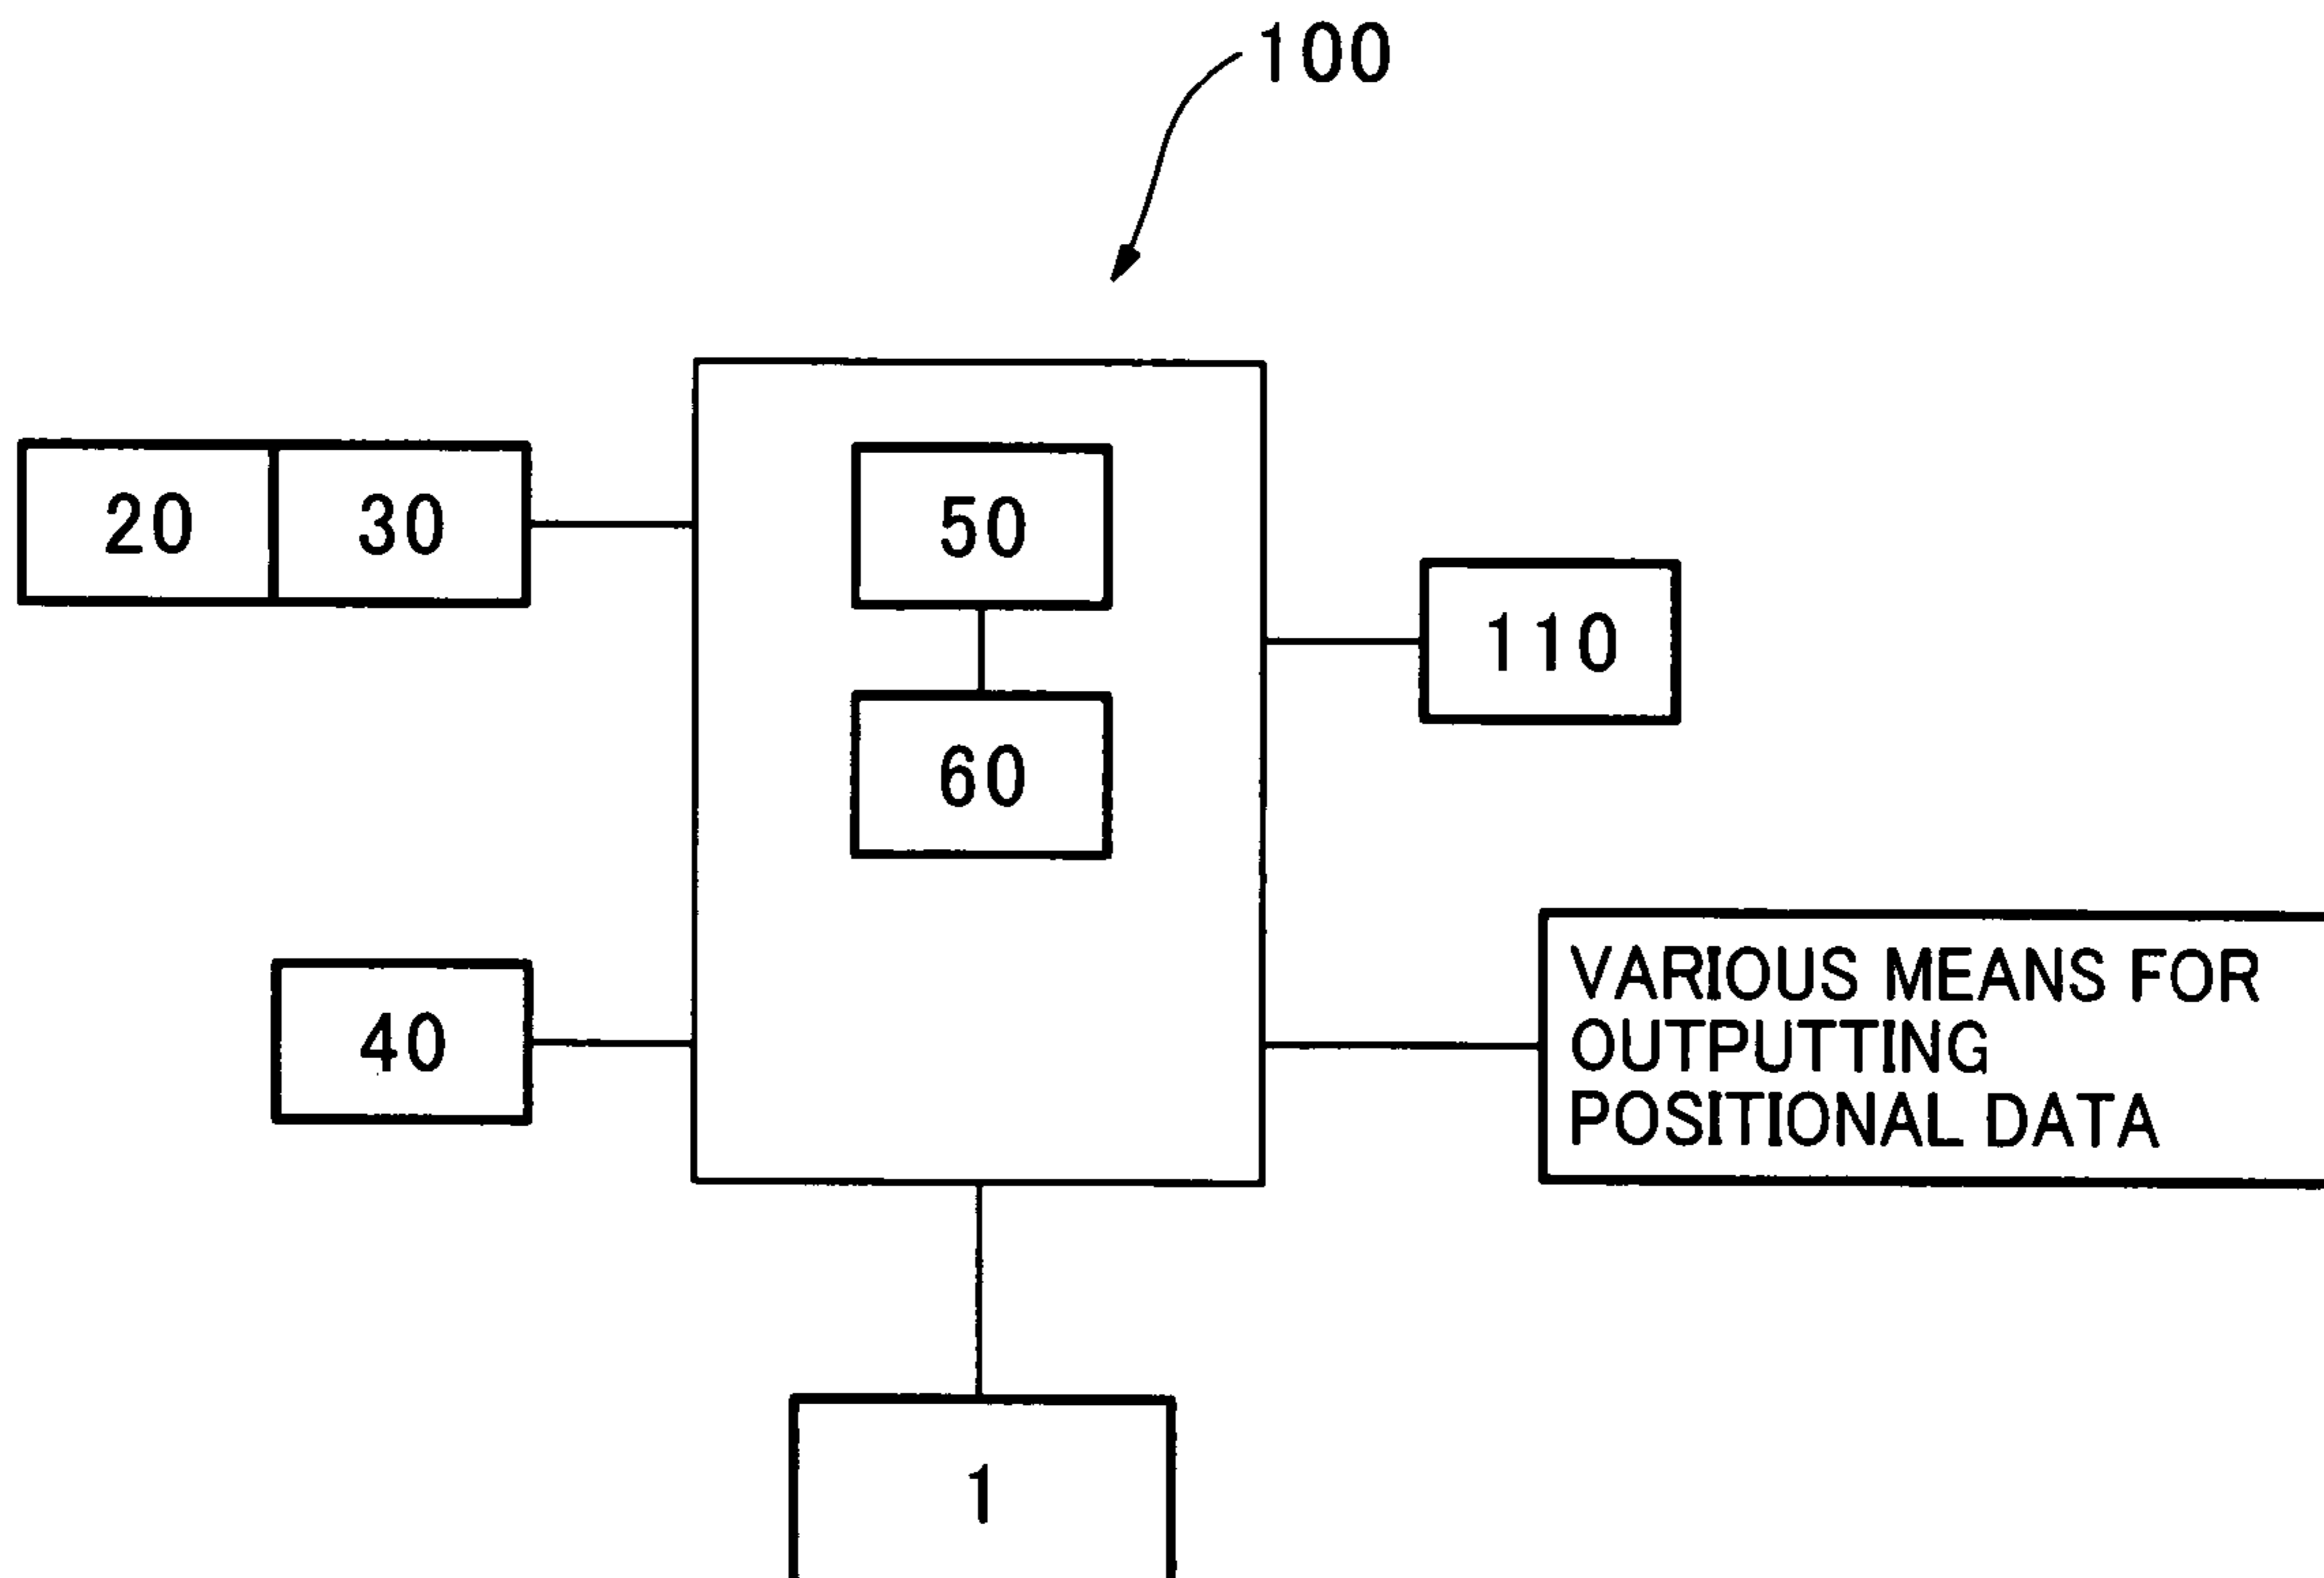 100
20 30
50
110
60
40
VARIOUS MEANS FOR
OUTPUTTING
POSITIONAL DATA
1